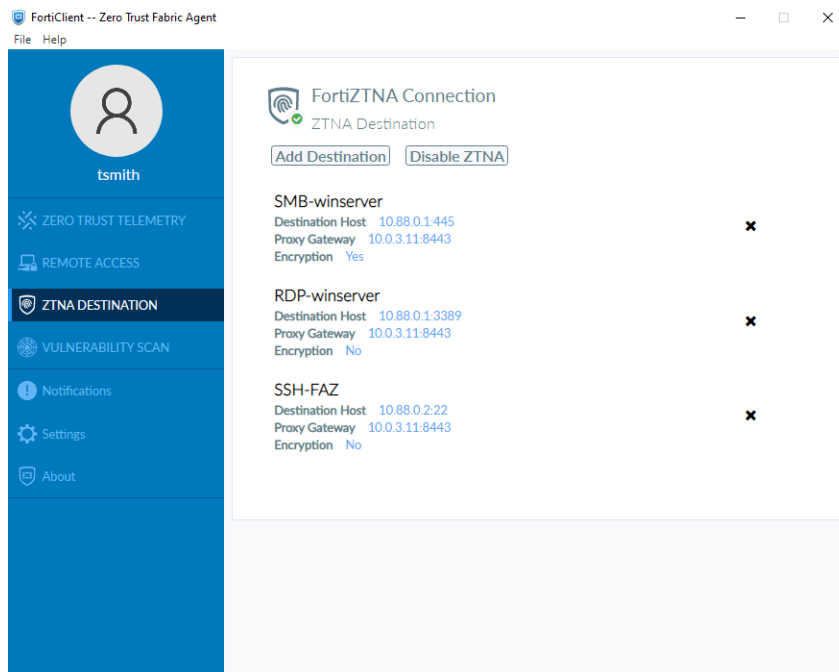 FortiClient -- Zero Trust Fabric Agent
File Help
tsmith
ZERO TRUST TELEMETRY
REMOTE ACCESS
ZTNA DESTINATION
VULNERABILITY SCAN
Notifications
Settings
About
FortiZTNA Connection
ZTNA Destination
Add Destination Disable ZTNA
SMB-winserver
Destination Host 10.88.0.1:445
Proxy Gateway 10.0.3.11:8443
Encryption Yes
RDP-winserver
Destination Host 10.88.0.1:3389
Proxy Gateway 10.0.3.11:8443
Encryption No
SSH-FAZ
Destination Host 10.88.0.2:22
Proxy Gateway 10.0.3.11:8443
Encryption No